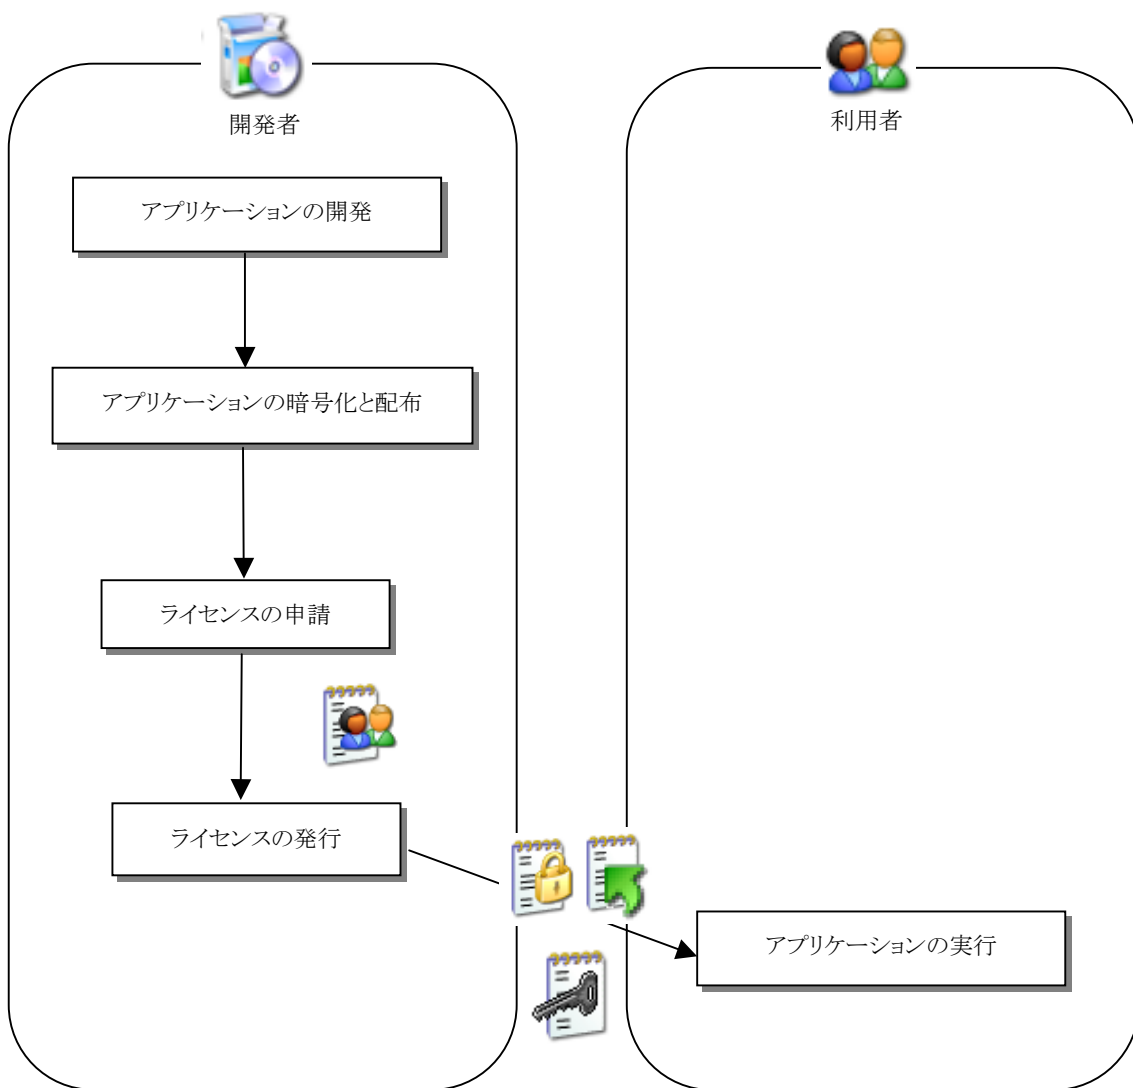 開発者
利用者
アプリケーションの開発
アプリケーションの暗号化と配布
ライセンスの申請
ライセンスの発行
アプリケーションの実行